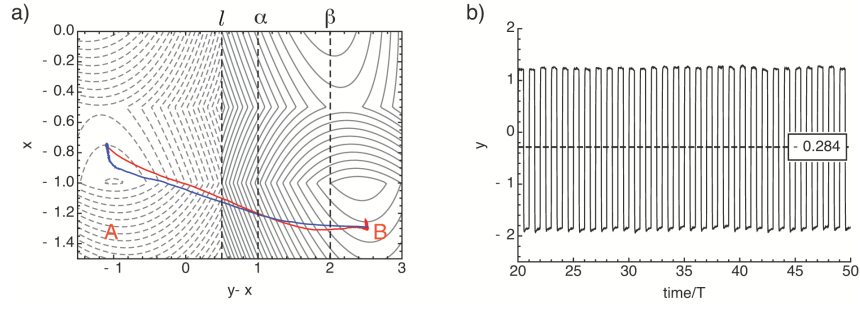 a)
l α β
x
0.0
- 0.2
- 0.4
- 0.6
- 0.8
- 1.0
- 1.2
- 1.4
A
B
- 1 0 1 2 3
y- x
b)
y
2
1
0
- 1
- 2
- 0.284
20 25 30 35 40 45 50
time/T